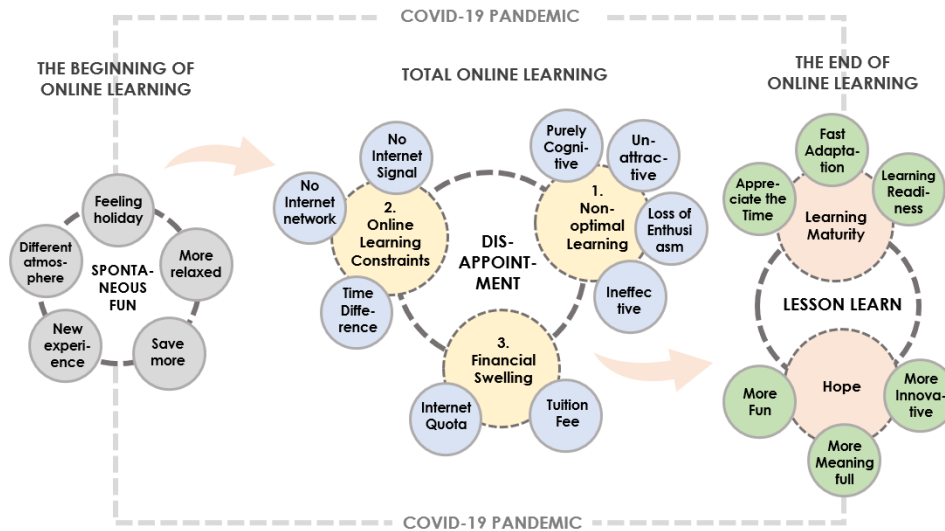 COVID-19 PANDEMIC
THE BEGINNING OF
ONLINE LEARNING
Feeling
holiday
Different
atmos-
phere
More
relaxed
SPONTA-
NEOUS
FUN
New
experi-
ence
Save
more
TOTAL ONLINE LEARNING
No
Internet
Signal
No
Internet
network
2.
Online
Learning
Constraints
Time
Diffe-
rence
DIS-
APPOINT-
MENT
Purely
Cogni-
tive
Un-
attrac-
tive
1.
Non-
optimal
Learning
Loss of
Enthusi
asm
Ineffec
tive
3.
Financial
Swelling
Internet
Quota
Tuition
Fee
THE END OF
ONLINE LEARNING
Fast
Adapta-
tion
Appre-
ciate the
Time
Learning
Readi-
ness
Learning
Maturity
LESSON LEARN
Hope
More
Fun
More
Innova-
tive
More
Meaning
full
COVID-19 PANDEMIC